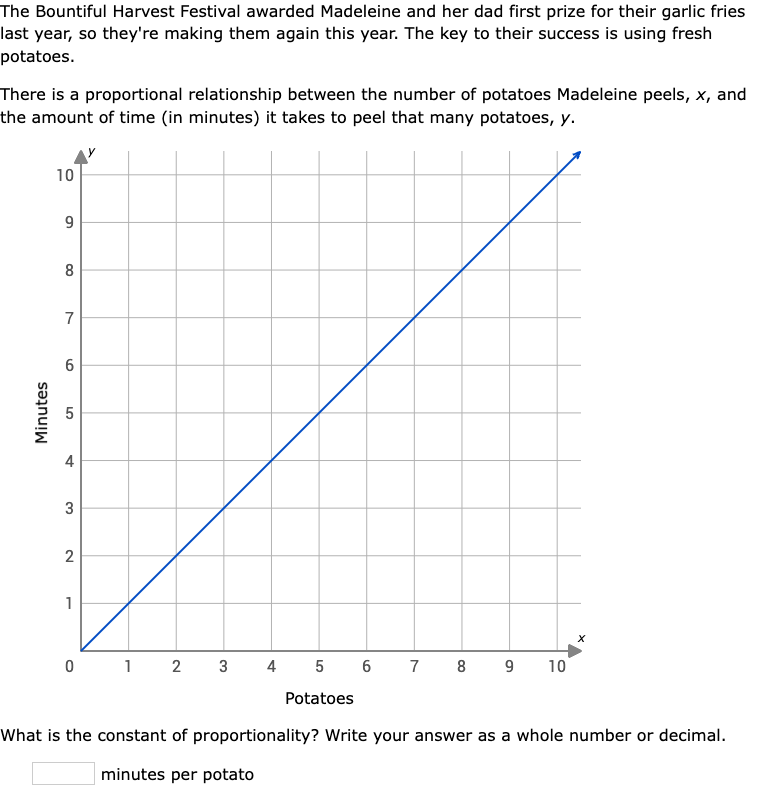 The Bountiful Harvest Festival awarded Madeleine and her dad first prize for their garlic fries
last year, so they're making them again this year. The key to their success is using fresh
potatoes.
There is a proportional relationship between the number of potatoes Madeleine peels, x, and
the amount of time (in minutes) it takes to peel that many potatoes, y.
y
10
9
8
7
6
5
4
3
2
1
Minutes
x
0 1 2 3 4 5 6 7 8 9 10
Potatoes
What is the constant of proportionality? Write your answer as a whole number or decimal.
minutes per potato